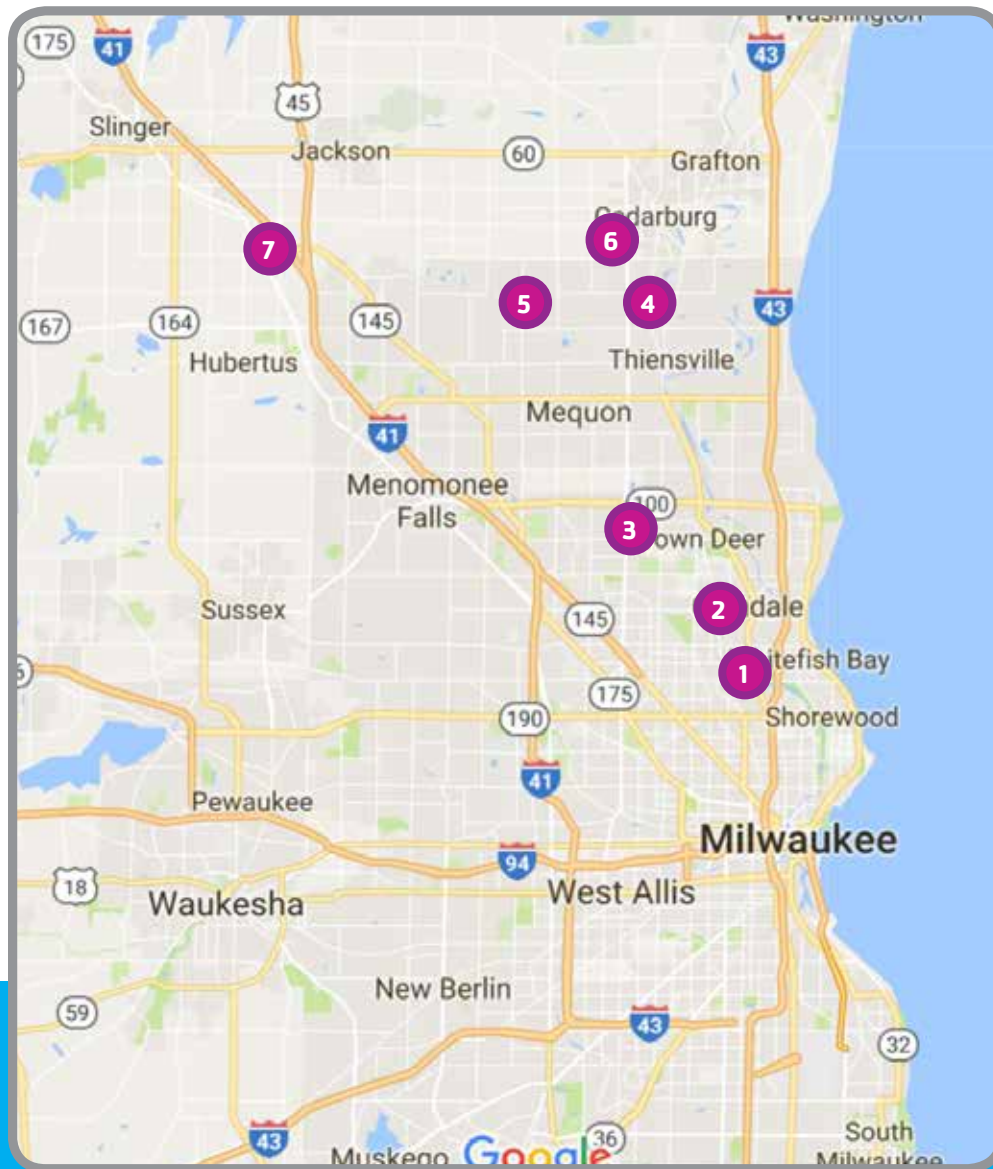 Washington
175
41
43
45
Slinger
Jackson
60
Grafton
Cedarburg
6
7
5
4
43
167
164
145
Hubertus
Thiensville
Mequon
41
Menomonee
Falls
100
3
own Deer
Sussex
145
2
dale
1
itefish Bay
175
190
Shorewood
41
Pewaukee
Milwaukee
94
18
Waukesha
West Allis
New Berlin
59
43
32
43
36
South
Milwaukee
Muskego
Google